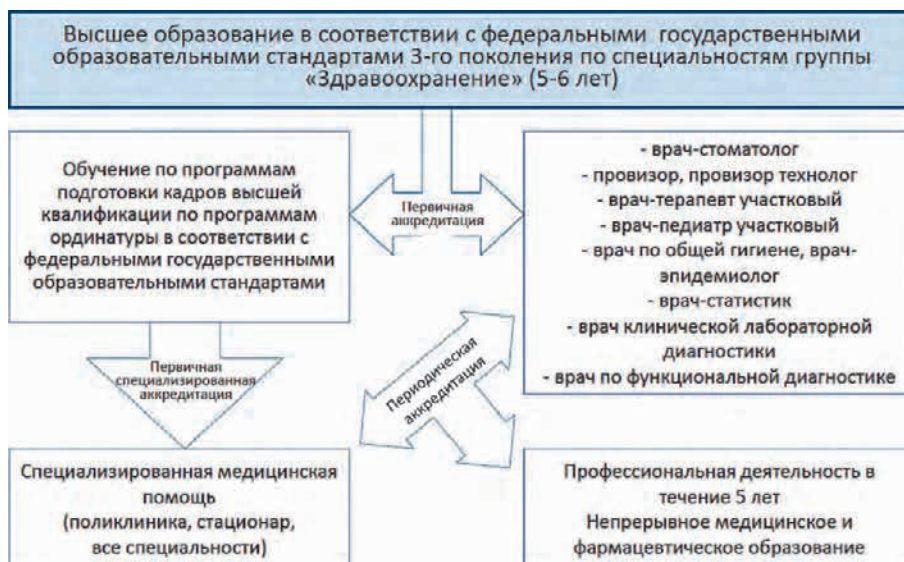 Высшее образование в соответствии с федеральными государственными
образовательными стандартами 3-го поколения по специальностям группы
«Здравоохранение» (5-6 лет)
Обучение по программам
подготовки кадров высшей
квалификации по программам
ординатуры в соответствии с
федеральными государственными
образовательными стандартами
Первичная
аккредитация
- врач-стоматолог
- провизор, провизор технолог
- врач-терапевт участковый
- врач-педиатр участковый
- врач по общей гигиене, врач-
эпидемиолог
- врач-статистик
- врач клинической лабораторной
диагностики
- врач по функциональной диагностике
Первичная
специализированная
аккредитация
Периодическая
аккредитация
Специализированная медицинская
помощь
(поликлиника, стационар,
все специальности)
Профессиональная деятельность в
течение 5 лет
Непрерывное медицинское и
фармацевтическое образование